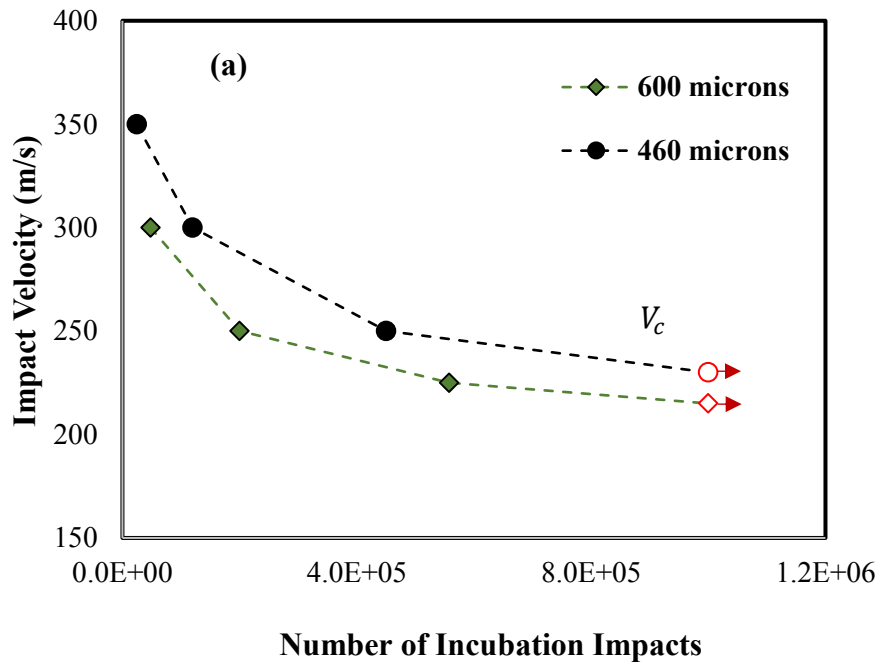 400
(a)
600 microns
350
460 microns
300
250
V_c
200
150
0.0E+00 4.0E+05 8.0E+05 1.2E+06
Impact Velocity (m/s)
Number of Incubation Impacts